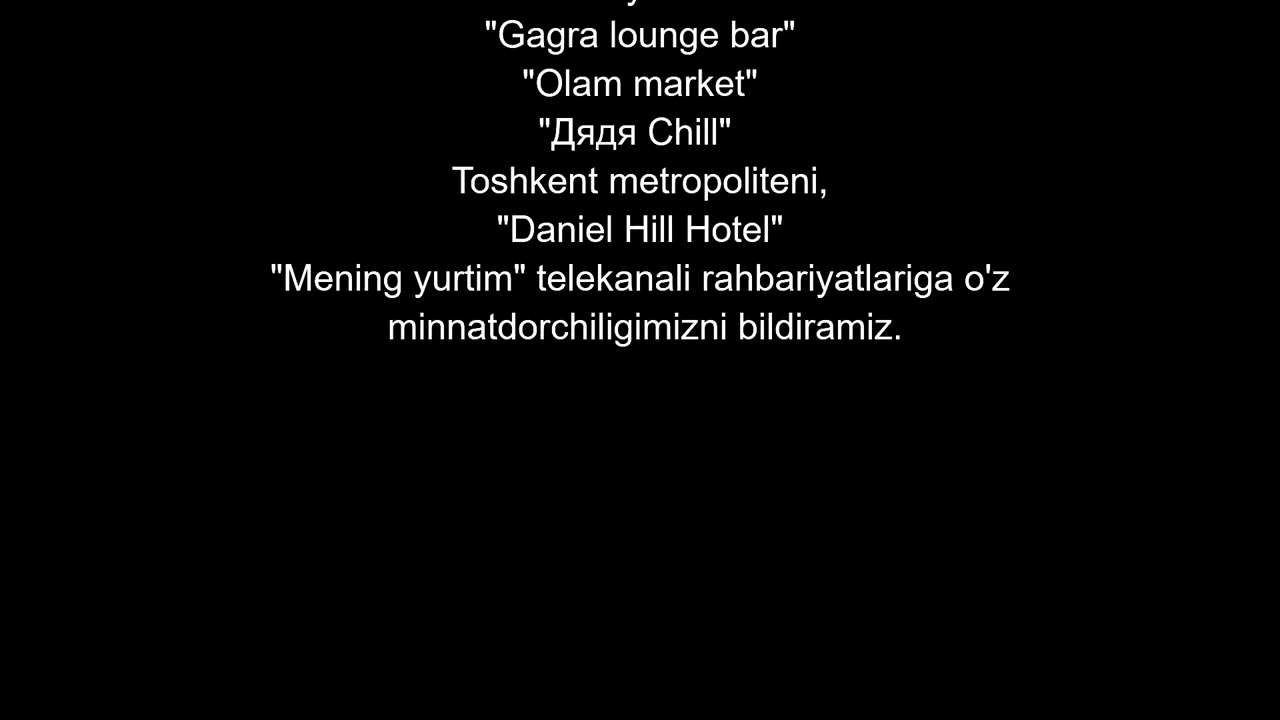 "Gagra lounge bar"
"Olam market"
"Дядя Chill"
Toshkent metropoliteni,
"Daniel Hill Hotel"
"Mening yurtim" telekanali rahbariyatlariga o'z
minnatdorchiligimizni bildiramiz.